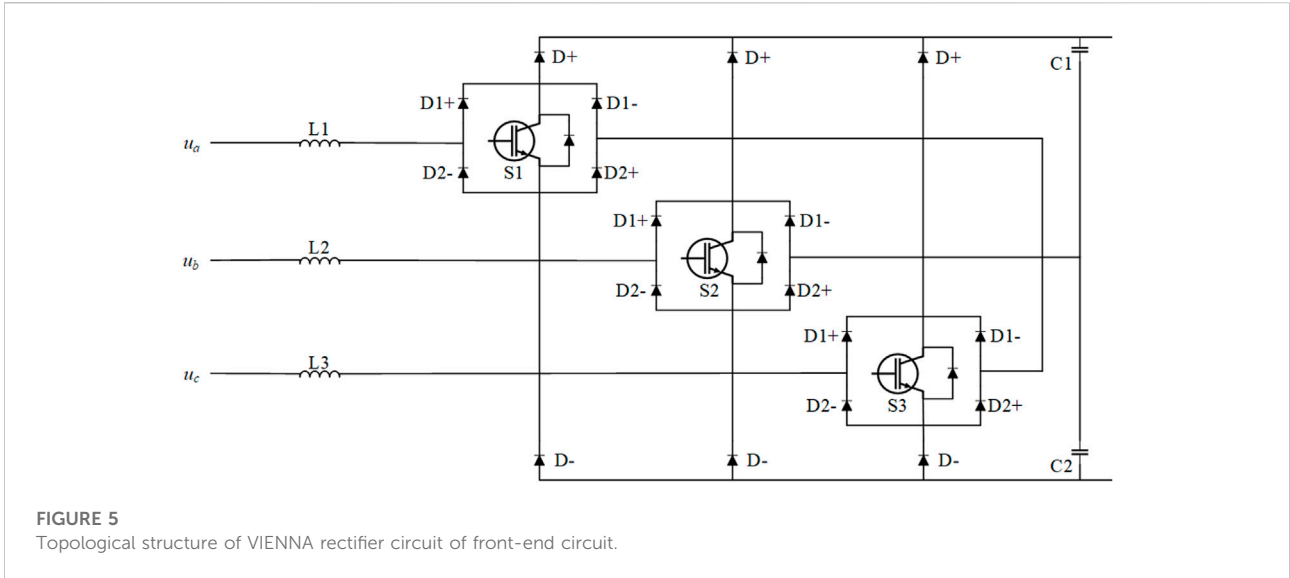 D+ D+ D+
C1
D1+ D1-
L1
u_a
D2- S1 D2+
D1+ D1-
L2
u_b
D2- S2 D2+
D1+ D1-
L3
u_c
D2- S3 D2+
D- D- D-
C2
FIGURE 5
Topological structure of VIENNA rectifier circuit of front-end circuit.